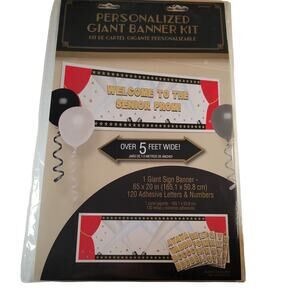 PERSONALIZED
GIANT BANNER KIT
KIT DE CARTEL GIGANTE PERSONALIZABLE
WELCOME TO THE
SENIOR PROM!
OVER 5 FEET WIDE!
1 Giant Sign Banner -
65 x 20 in (165.1 x 50.8 cm)
120 Adhesive Letters & Numbers